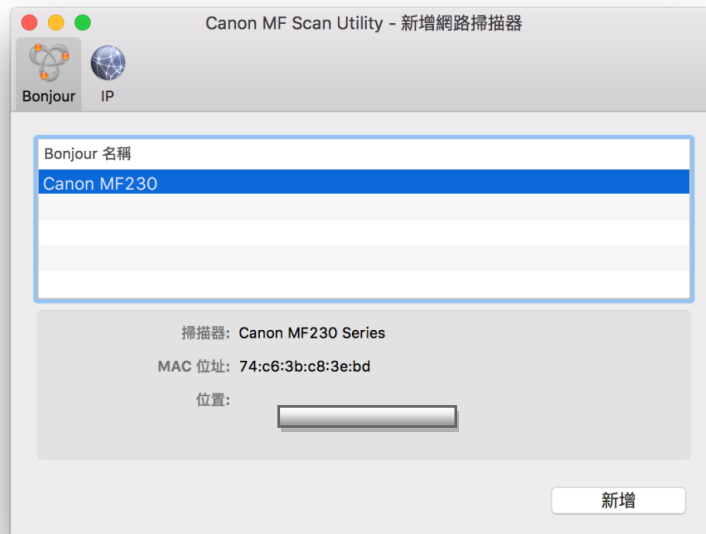 Canon MF Scan Utility - 新增網路掃描器
Bonjour IP
Bonjour 名稱
Canon MF230
掃描器: Canon MF230 Series
MAC 位址: 74:c6:3b:c8:3e:bd
位置:
新增